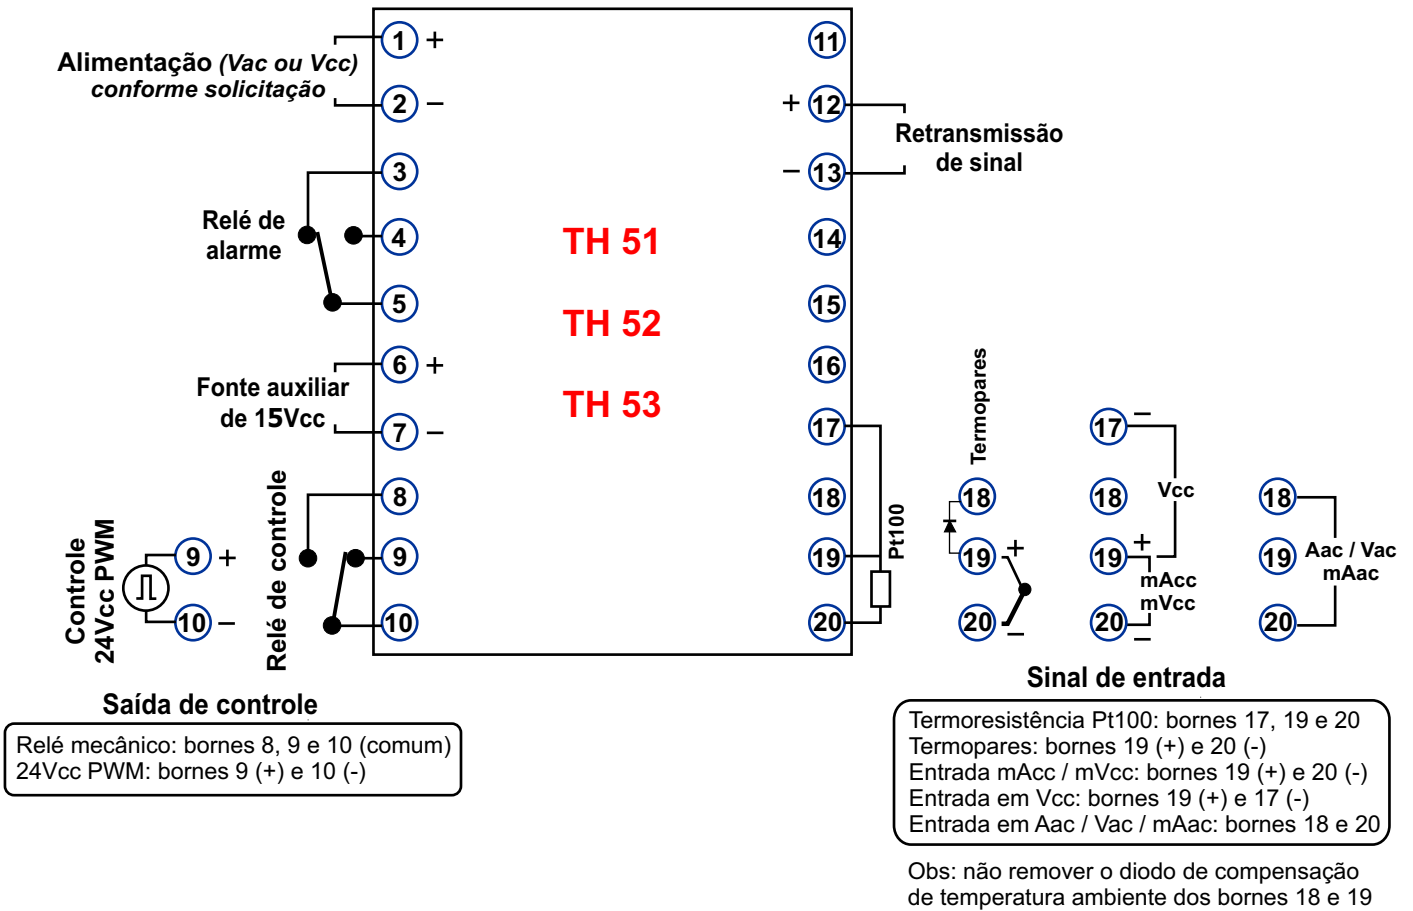 1 +
Alimentação (Vac ou Vcc)
conforme solicitação
2 −
3
Relé de
alarme
4
5
6 +
Fonte auxiliar
de 15Vcc
7 −
8
9
10
Relé de controle
Controle
24Vcc PWM
9 +
10 −
Saída de controle
Relé mecânico: bornes 8, 9 e 10 (comum)
24Vcc PWM: bornes 9 (+) e 10 (-)
TH 51
TH 52
TH 53
11
+ 12
Retransmissão
de sinal
− 13
14
15
16
17
18
19
20
Pt100
Termopares
18
19 +
20 −
17 −
Vcc
18
19 +
mAcc
mVcc
20 −
18
19
Aac / Vac
mAac
20
Sinal de entrada
Termoresistência Pt100: bornes 17, 19 e 20
Termopares: bornes 19 (+) e 20 (-)
Entrada mAcc / mVcc: bornes 19 (+) e 20 (-)
Entrada em Vcc: bornes 19 (+) e 17 (-)
Entrada em Aac / Vac / mAac: bornes 18 e 20
Obs: não remover o diodo de compensação
de temperatura ambiente dos bornes 18 e 19